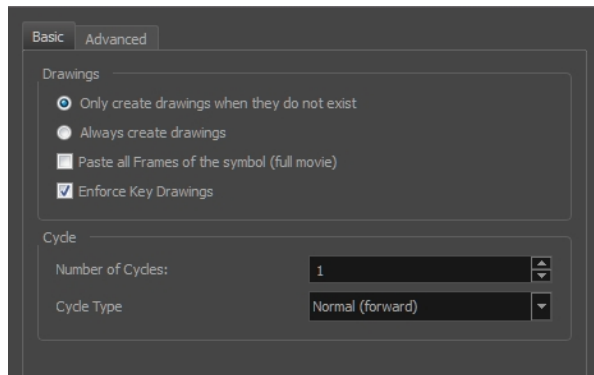 Basic Advanced
Drawings
Only create drawings when they do not exist
Always create drawings
Paste all Frames of the symbol (full movie)
Enforce Key Drawings
Cycle
Number of Cycles: 1
Cycle Type Normal (forward)